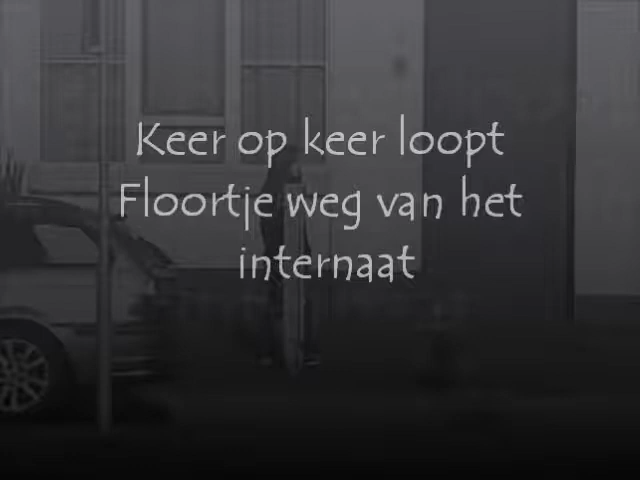 Keer op keer loopt
Floortje weg van het
internaat